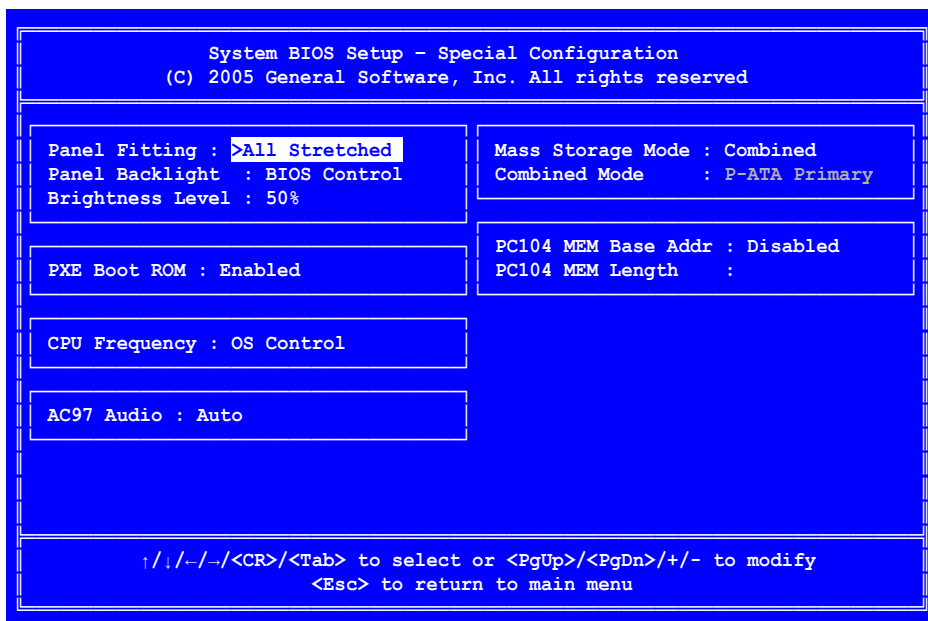 System BIOS Setup – Special Configuration
(C) 2005 General Software, Inc. All rights reserved
Panel Fitting : >All Stretched
Panel Backlight : BIOS Control
Brightness Level : 50%
PXE Boot ROM : Enabled
CPU Frequency : OS Control
AC97 Audio : Auto
Mass Storage Mode : Combined
Combined Mode : P-ATA Primary
PC104 MEM Base Addr : Disabled
PC104 MEM Length :
↑/↓/←/→/<CR>/<Tab> to select or <PgUp>/<PgDn>/+/- to modify
<Esc> to return to main menu